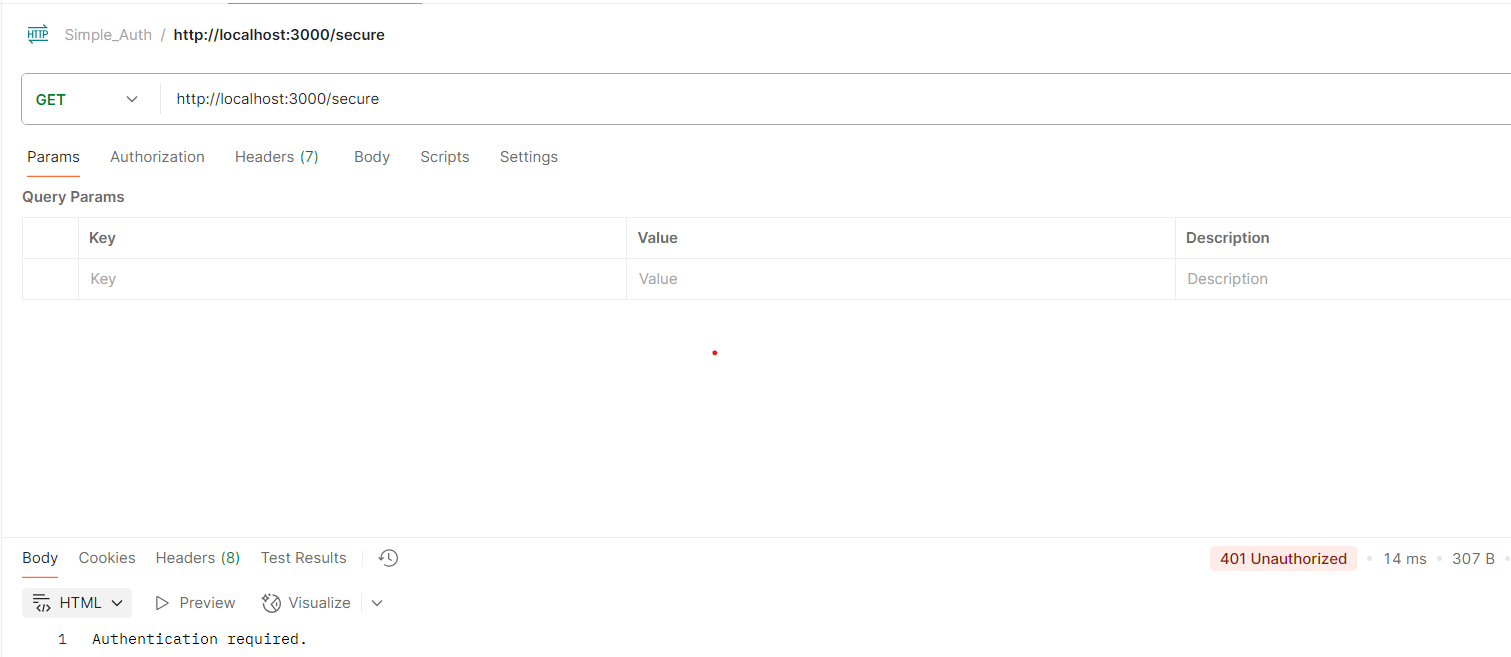 HTTP Simple_Auth / http://localhost:3000/secure
GET http://localhost:3000/secure
Params Authorization Headers (7) Body Scripts Settings
Query Params
Key Value Description
Key Value Description
Body Cookies Headers (8) Test Results 401 Unauthorized • 14 ms • 307 B •
HTML Preview Visualize
1 Authentication required.